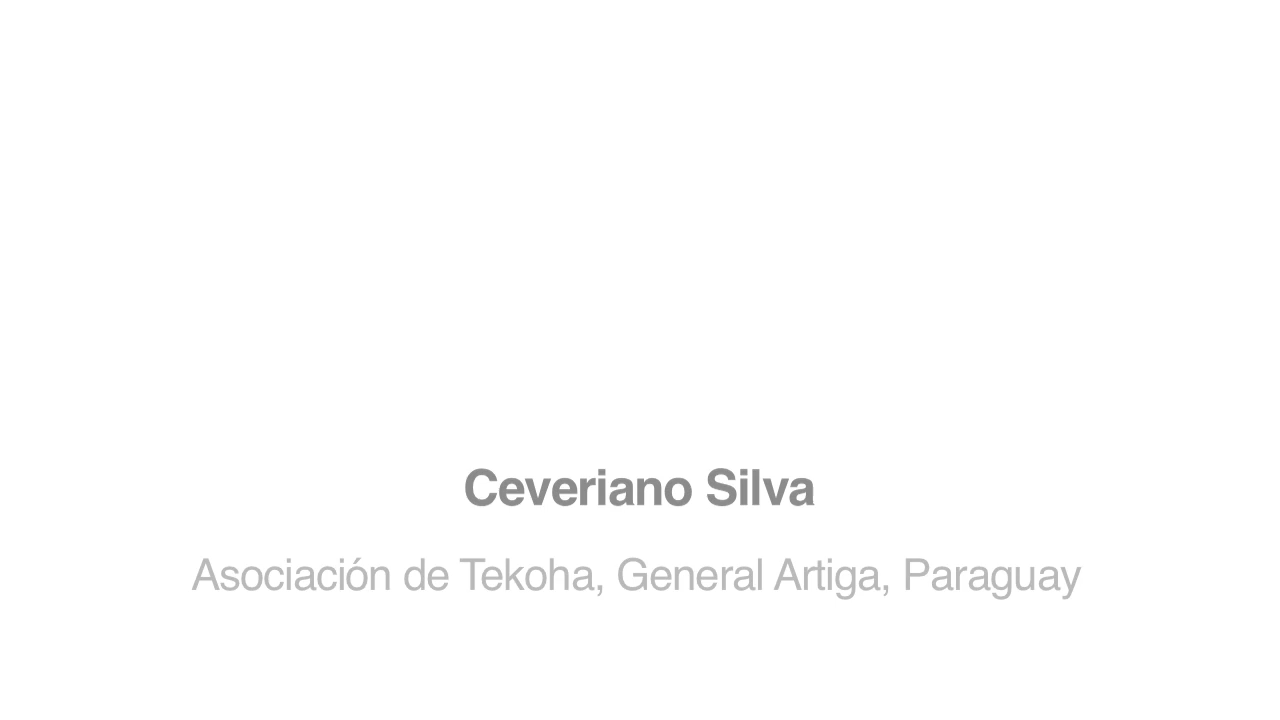 Ceveriano Silva
Asociación de Tekoha, General Artiga, Paraguay